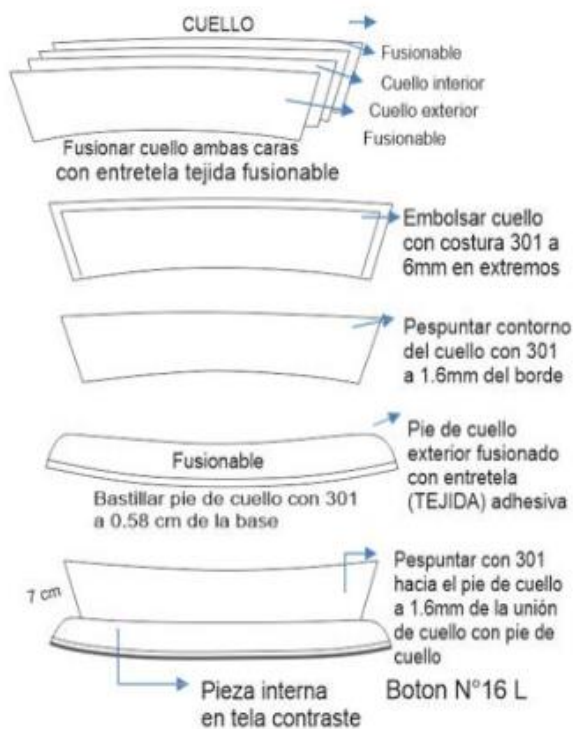 CUELLO
Fusionable
Cuello interior
Cuello exterior
Fusionable
Fusionar cuello ambas caras
con entretela tejida fusionable
Embolsar cuello
con costura 301 a
6mm en extremos
Pespuntar contorno
del cuello con 301
a 1.6mm del borde
Fusionable
Bastillar pie de cuello con 301
a 0.58 cm de la base
Pie de cuello
exterior fusionado
con entretela
(TEJIDA) adhesiva
7 cm
Pespuntar con 301
hacia el pie de cuello
a 1.6mm de la unión
de cuello con pie de
cuello
Pieza interna
en tela contraste
Boton N°16 L